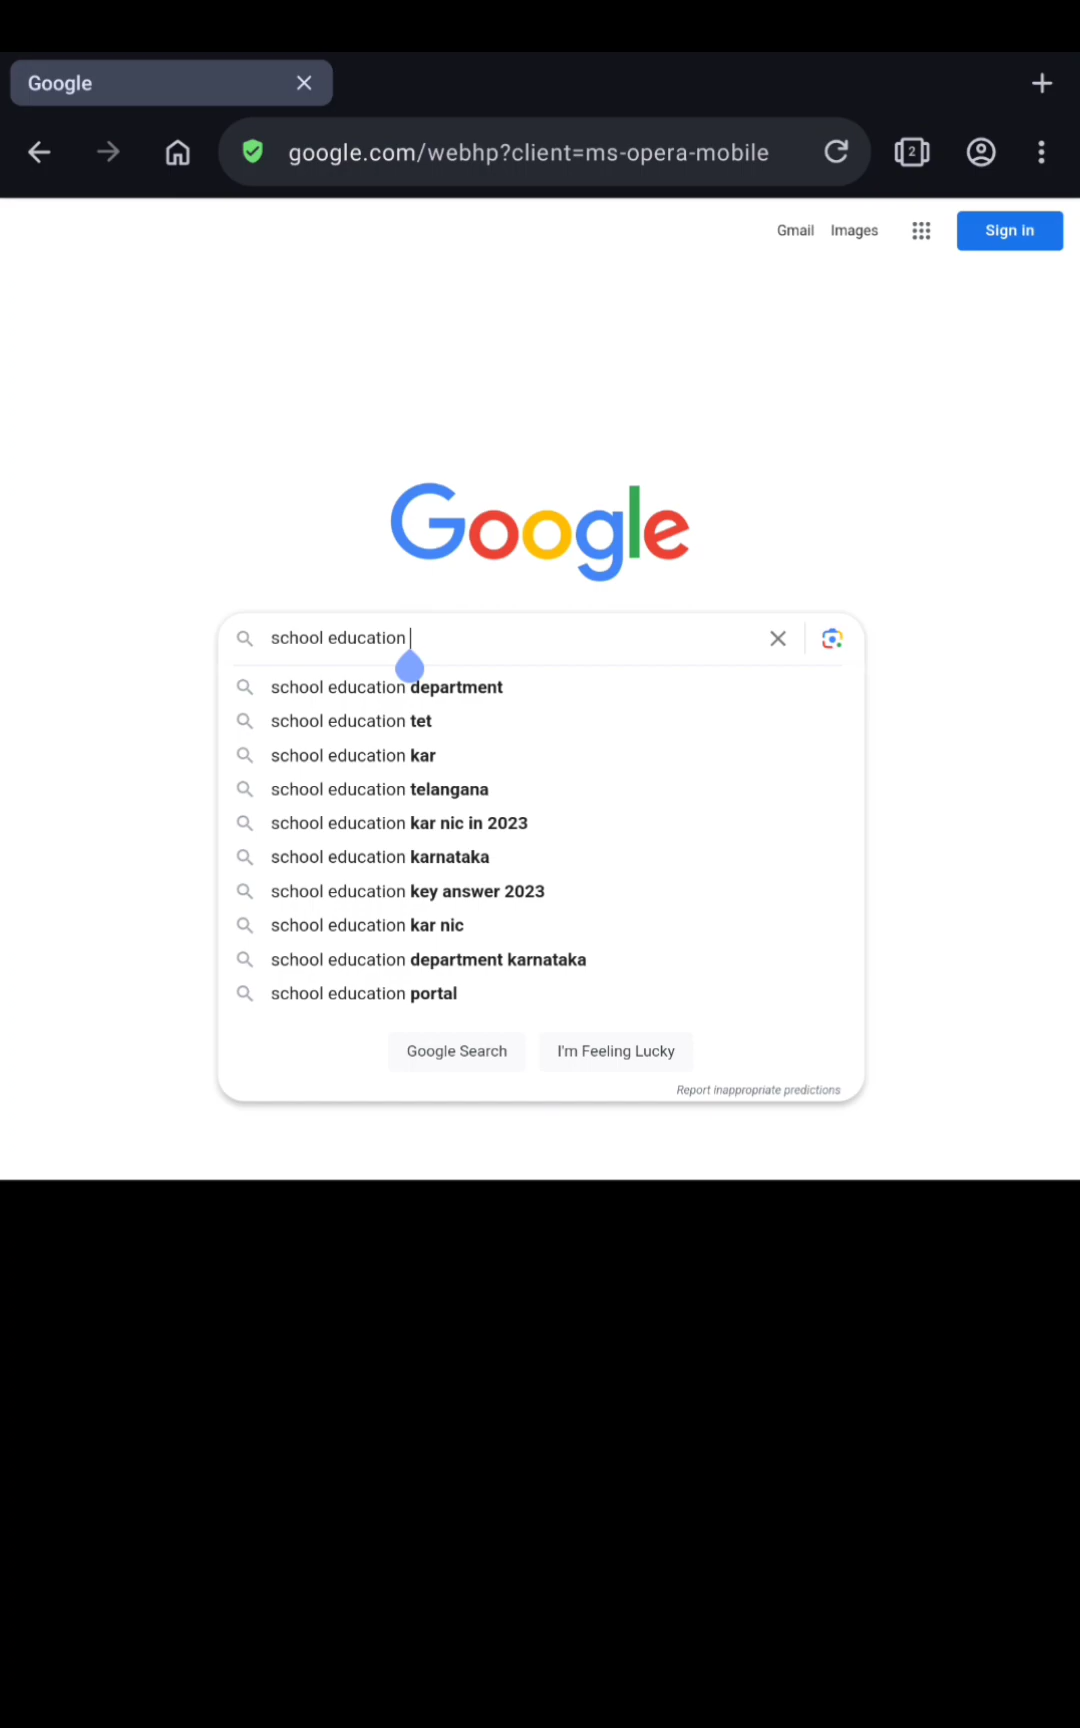 Google
google.com/webhp?client=ms-opera-mobile
2
Gmail Images Sign in
Google
school education
school education department
school education tet
school education kar
school education telangana
school education kar nic in 2023
school education karnataka
school education key answer 2023
school education kar nic
school education department karnataka
school education portal
Google Search I'm Feeling Lucky
Report inappropriate predictions